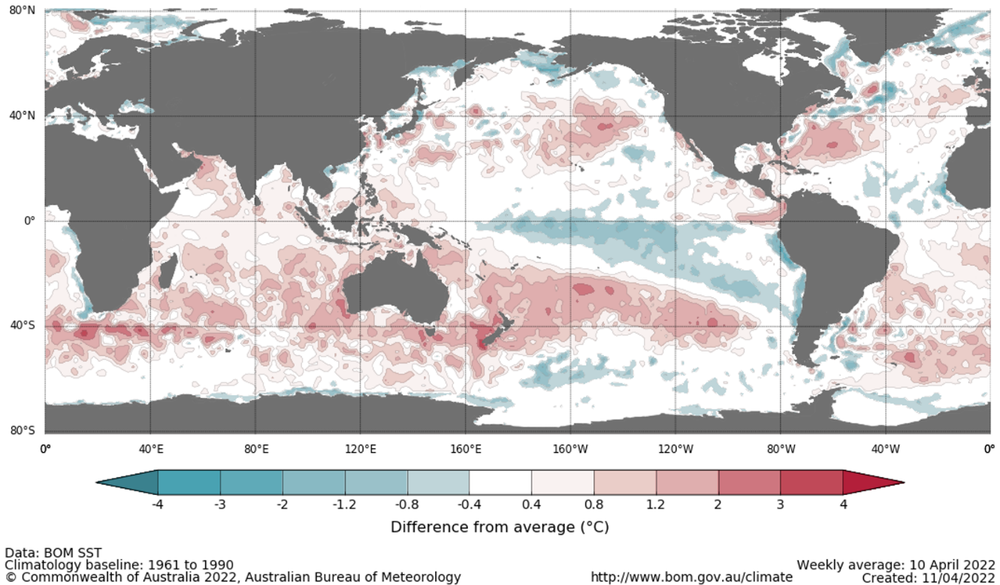 80°N
40°N
0°
40°S
80°S
0° 40°E 80°E 120°E 160°E 160°W 120°W 80°W 40°W 0°
-4 -3 -2 -1.2 -0.8 -0.4 0.4 0.8 1.2 2 3 4
Difference from average (°C)
Data: BOM SST
Climatology baseline: 1961 to 1990
© Commonwealth of Australia 2022, Australian Bureau of Meteorology
http://www.bom.gov.au/climate
Weekly average: 10 April 2022
Created: 11/04/2022